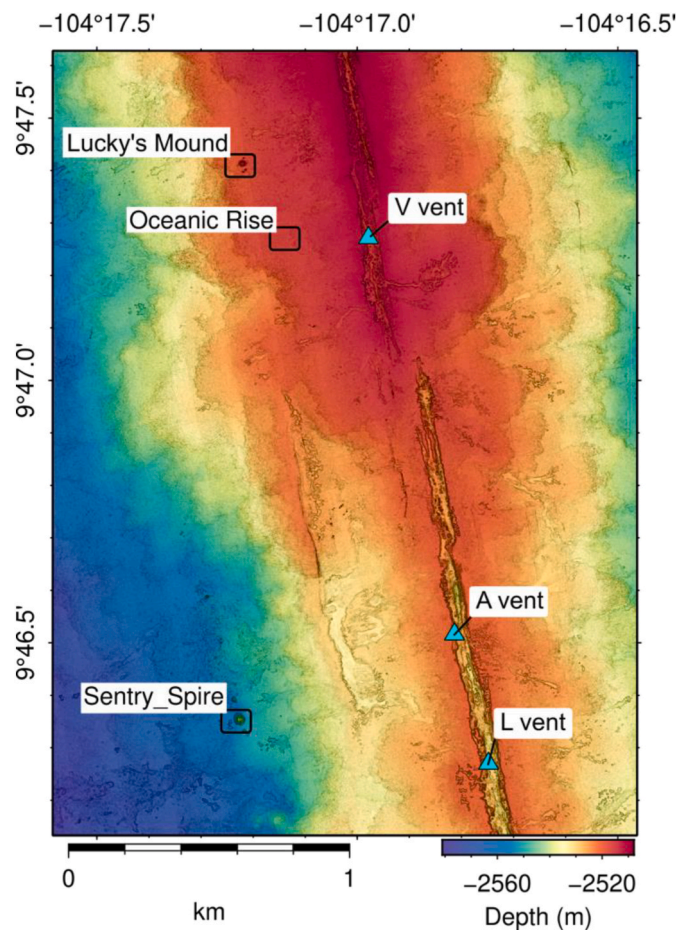 −104°17.5' −104°17.0' −104°16.5'
9°47.5'
Lucky's Mound
Oceanic Rise
V vent
9°47.0'
A vent
9°46.5'
Sentry_Spire
L vent
0 1
km
−2560 −2520
Depth (m)